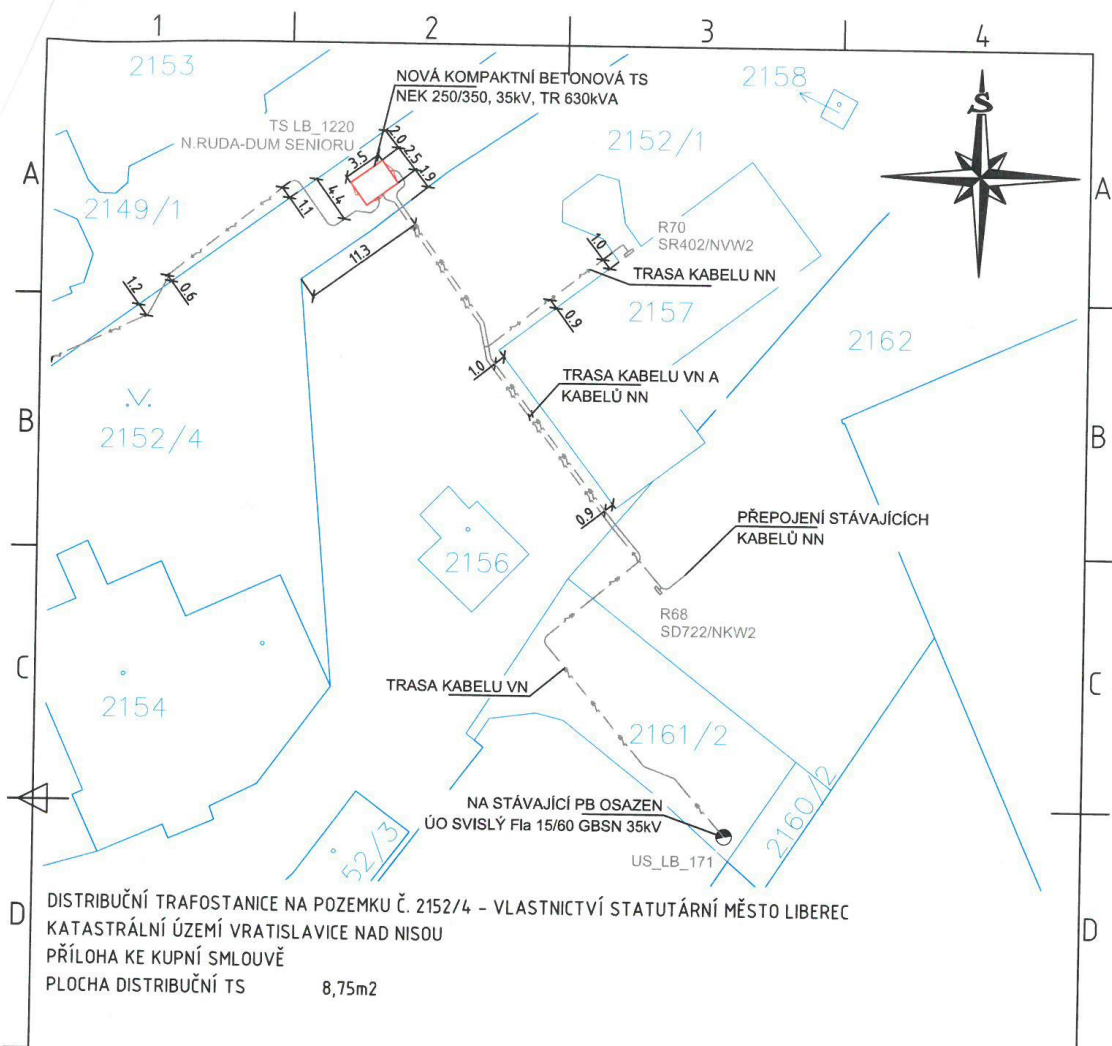 1
2
3
4
2153
NOVÁ KOMPAKTNÍ BETONOVÁ TS
NEK 250/350, 35kV, TR 630kVA
2158
S
TS LB_1220
N.RUDA-DUM SENIORU
2.0
2.5
1.9
3.5
4.4
1.1
2152/1
A
A
2149/1
R70
SR402/NVW2
1.0
11.3
TRASA KABELU NN
1.2
0.6
0.9
2157
2162
1.0
TRASA KABELU VN A
KABELŮ NN
B
B
2152/4
0.9
PŘEPOJENÍ STÁVAJÍCÍCH
KABELŮ NN
2156
R68
SD722/NKW2
C
C
TRASA KABELU VN
2154
2161/2
NA STÁVAJÍCÍ PB OSAZEN
ÚO SVISLÝ Fla 15/60 GBSN 35kV
2160/2
52/3
US_LB_171
D
D
DISTRIBUČNÍ TRAFOSTANICE NA POZEMKU Č. 2152/4 - VLASTNICTVÍ STATUTÁRNÍ MĚSTO LIBEREC
KATASTRÁLNÍ ÚZEMÍ VRATISLAVICE NAD NISOU
PŘÍLOHA KE KUPNÍ SMLOUVĚ
PLOCHA DISTRIBUČNÍ TS 8,75m2